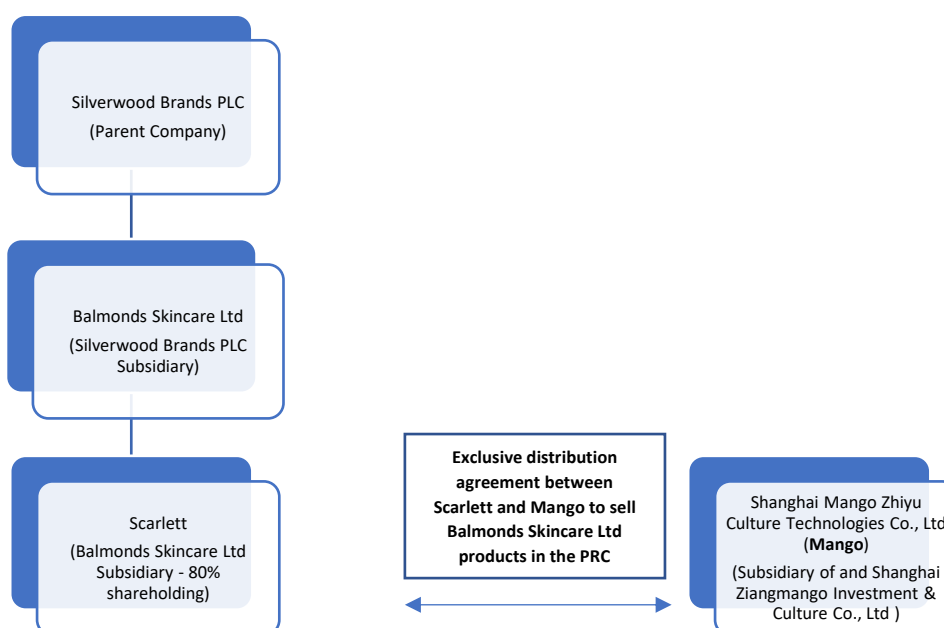 Silverwood Brands PLC
(Parent Company)
Balmonds Skincare Ltd
(Silverwood Brands PLC
Subsidiary)
Scarlett
(Balmonds Skincare Ltd
Subsidiary - 80%
shareholding)
Exclusive distribution
agreement between
Scarlett and Mango to sell
Balmonds Skincare Ltd
products in the PRC
Shanghai Mango Zhiyu
Culture Technologies Co., Ltd
(Mango)
(Subsidiary of and Shanghai
Ziangmango Investment &
Culture Co., Ltd )